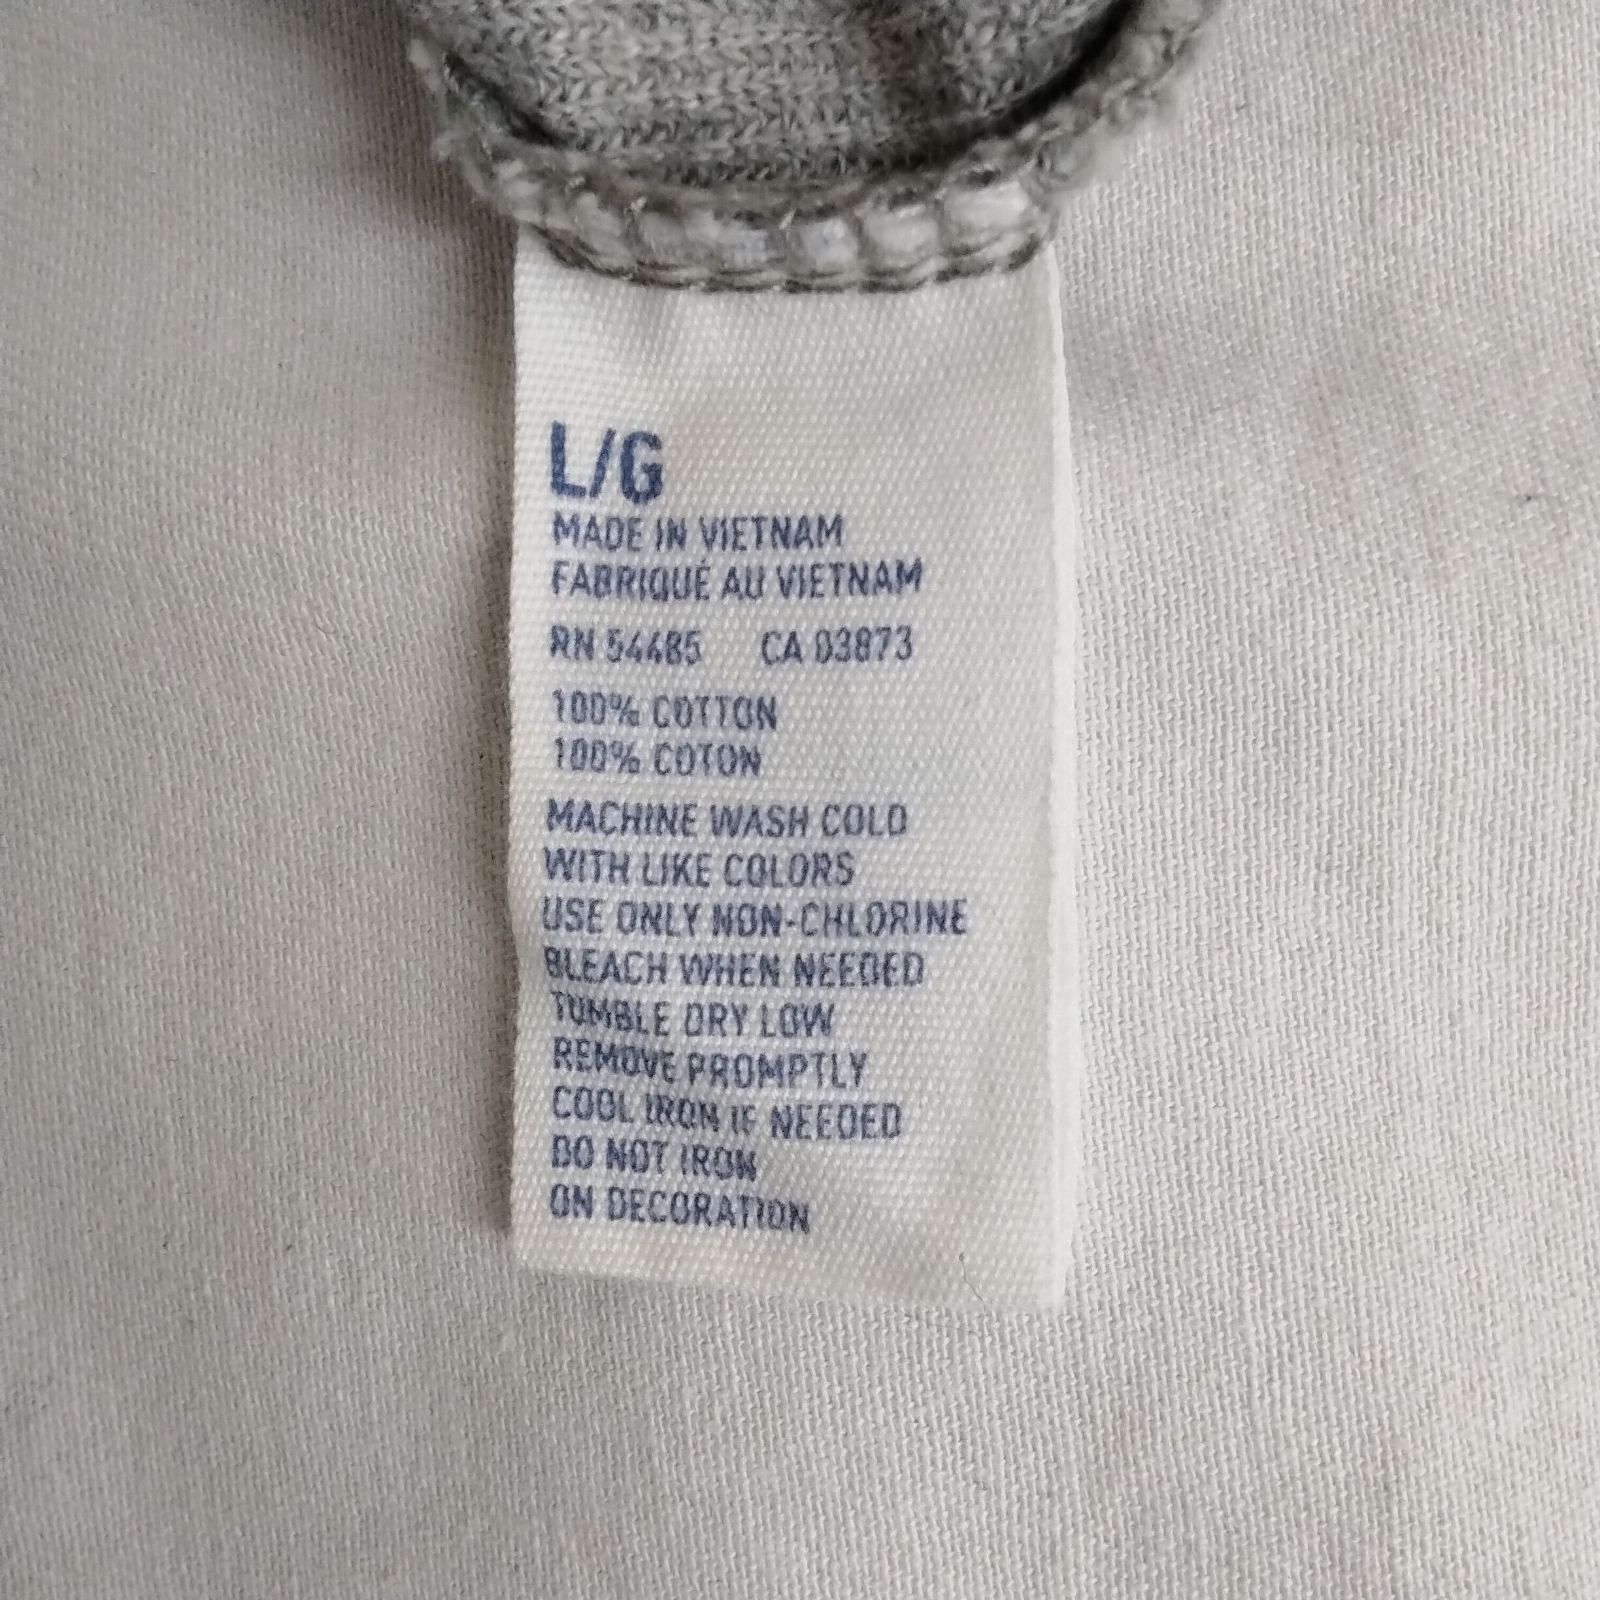 L/G
MADE IN VIETNAM
FABRIQUÉ AU VIETNAM
RN 54485 CA 03873
100% COTTON
100% COTON
MACHINE WASH COLD
WITH LIKE COLORS
USE ONLY NON-CHLORINE
BLEACH WHEN NEEDED
TUMBLE DRY LOW
REMOVE PROMPTLY
COOL IRON IF NEEDED
DO NOT IRON
ON DECORATION